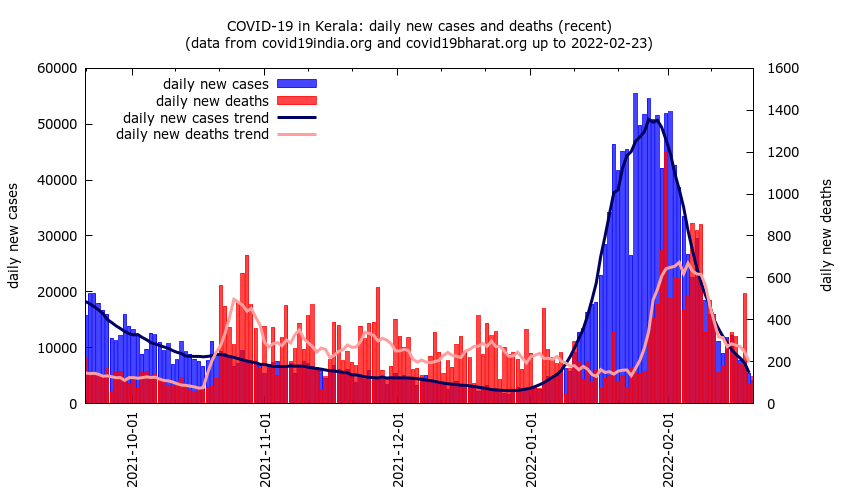 COVID-19 in Kerala: daily new cases and deaths (recent)
(data from covid19india.org and covid19bharat.org up to 2022-02-23)
daily new cases
daily new deaths
daily new cases trend
daily new deaths trend
60000
50000
40000
30000
20000
10000
0
daily new cases
1600
1400
1200
1000
800
600
400
200
0
daily new deaths
2021-10-01
2021-11-01
2021-12-01
2022-01-01
2022-02-01